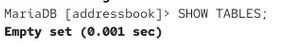 MariaDB [addressbook]> SHOW TABLES;
Empty set (0.001 sec)